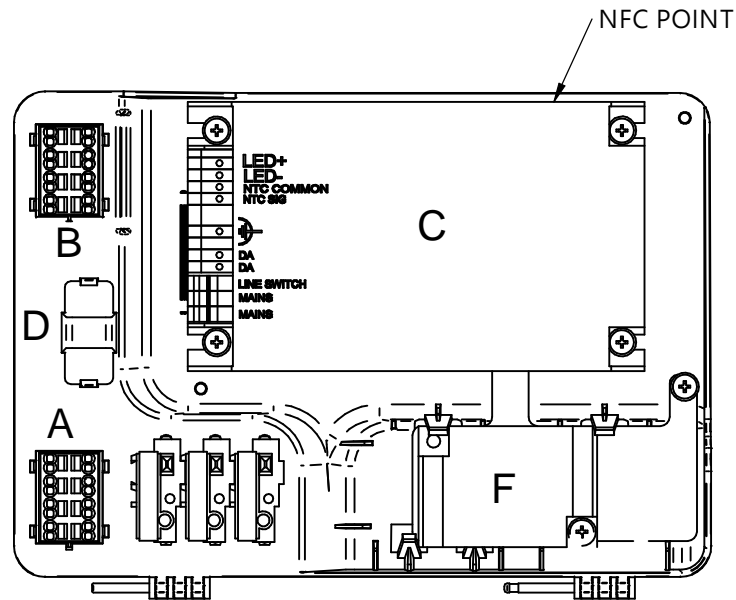 NFC POINT
LED+
LED-
NTC COMMON
NTC SIG
C
B
DA
DA
LINE SWITCH
MAINS
MAINS
D
A
F